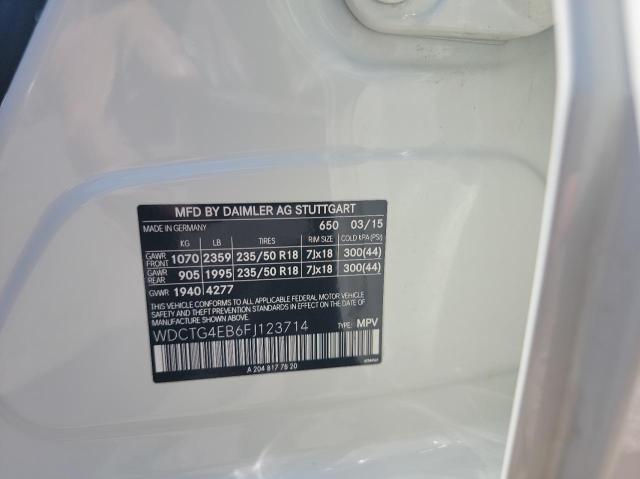 MFD BY DAIMLER AG STUTTGART
MADE IN GERMANY 650 03/15
KG LB TIRES RIM SIZE COLD kPA (PSI)
GAWR FRONT 1070 2359 235/50 R18 7Jx18 300(44)
GAWR REAR 905 1995 235/50 R18 7Jx18 300(44)
GVWR 1940 4277
THIS VEHICLE CONFORMS TO ALL APPLICABLE FEDERAL MOTOR VEHICLE
SAFETY STANDARDS IN EFFECT ON THE DATE OF MANUFACTURE SHOWN ABOVE.
WDCTG4EB6FJ123714 TYPE: MPV
A 204 817 78 20